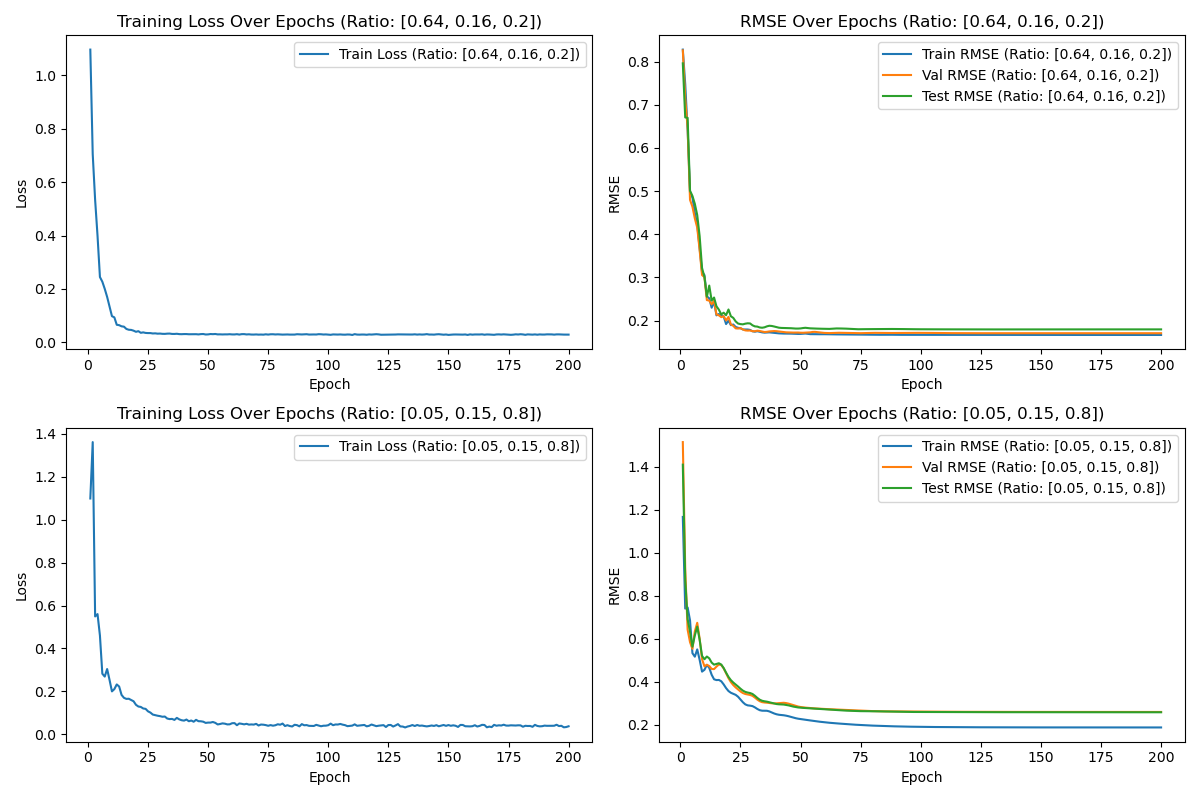 Training Loss Over Epochs (Ratio: [0.64, 0.16, 0.2])
Train Loss (Ratio: [0.64, 0.16, 0.2])
1.0
0.8
0.6
0.4
0.2
0.0
Loss
0 25 50 75 100 125 150 175 200
Epoch
RMSE Over Epochs (Ratio: [0.64, 0.16, 0.2])
Train RMSE (Ratio: [0.64, 0.16, 0.2])
Val RMSE (Ratio: [0.64, 0.16, 0.2])
Test RMSE (Ratio: [0.64, 0.16, 0.2])
0.8
0.7
0.6
0.5
0.4
0.3
0.2
RMSE
0 25 50 75 100 125 150 175 200
Epoch
Training Loss Over Epochs (Ratio: [0.05, 0.15, 0.8])
Train Loss (Ratio: [0.05, 0.15, 0.8])
1.4
1.2
1.0
0.8
0.6
0.4
0.2
0.0
Loss
0 25 50 75 100 125 150 175 200
Epoch
RMSE Over Epochs (Ratio: [0.05, 0.15, 0.8])
Train RMSE (Ratio: [0.05, 0.15, 0.8])
Val RMSE (Ratio: [0.05, 0.15, 0.8])
Test RMSE (Ratio: [0.05, 0.15, 0.8])
1.4
1.2
1.0
0.8
0.6
0.4
0.2
RMSE
0 25 50 75 100 125 150 175 200
Epoch